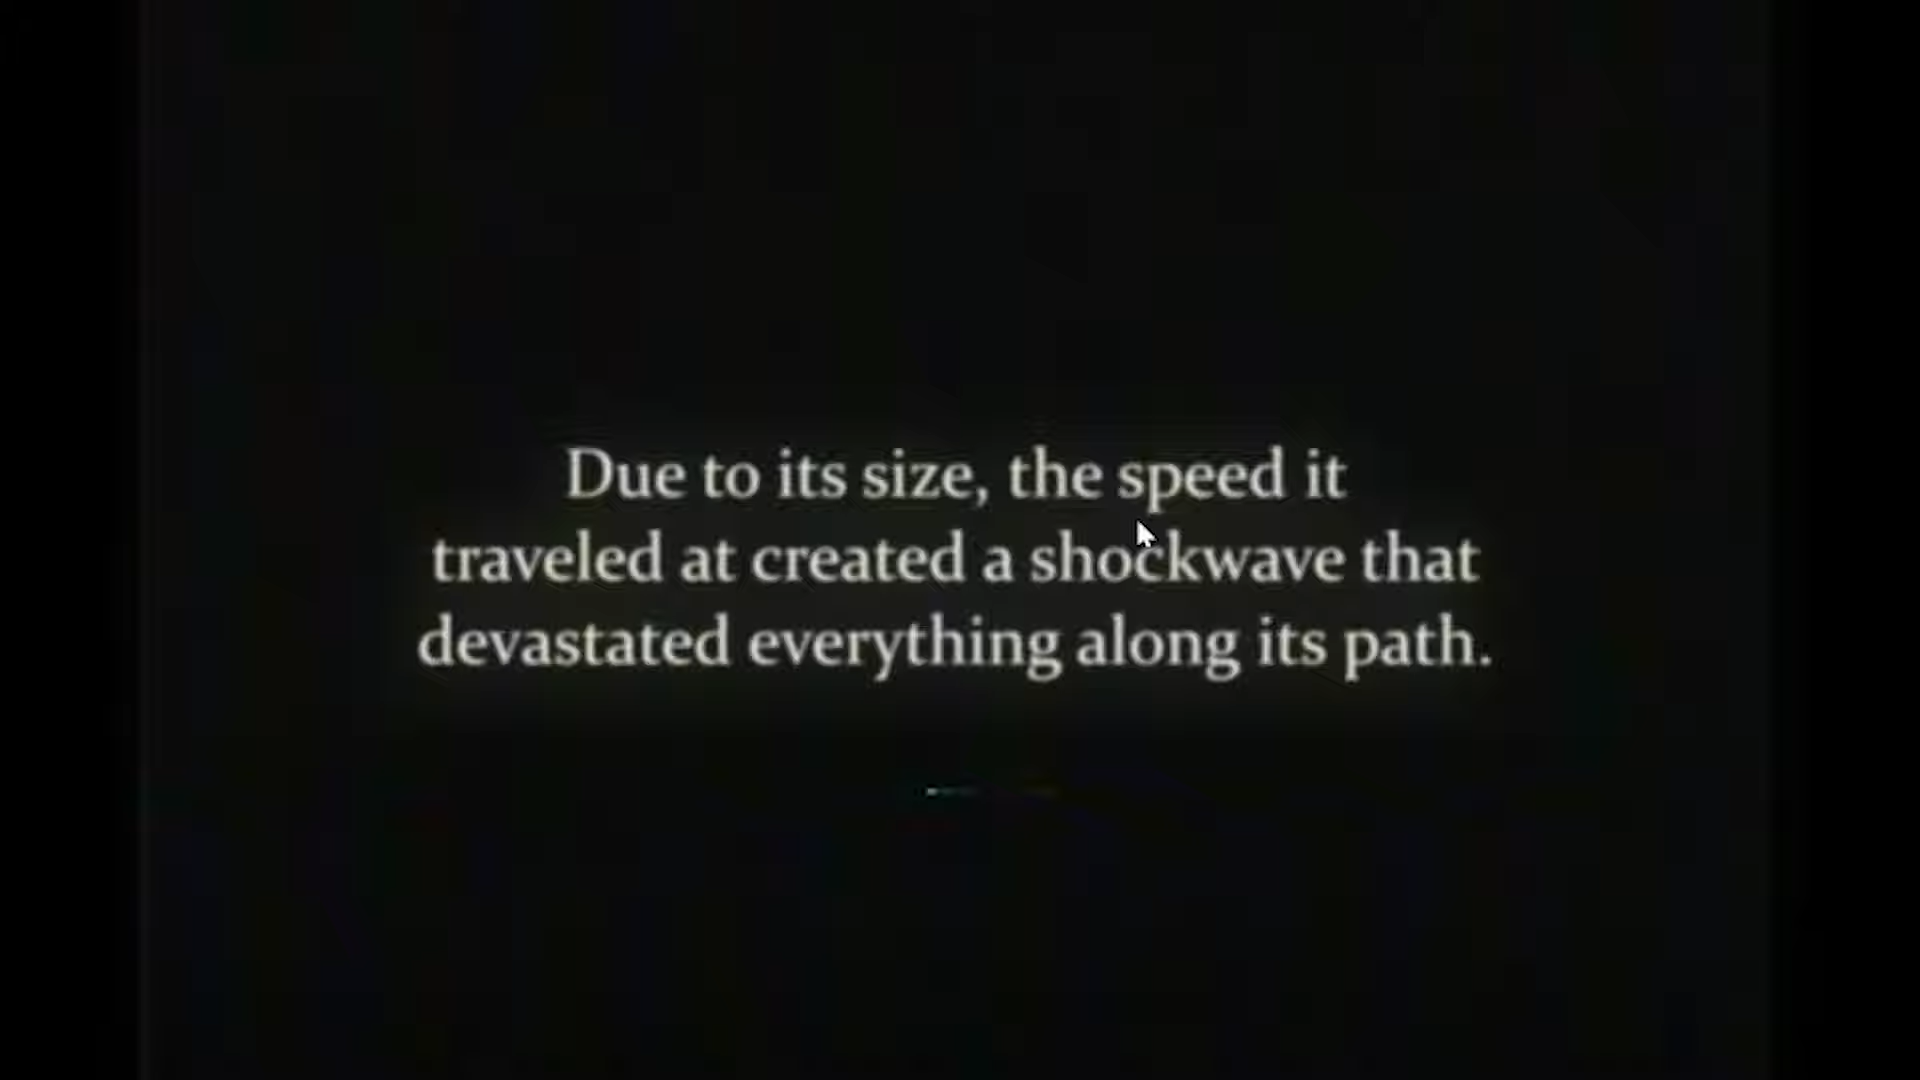 Due to its size, the speed it
traveled at created a shockwave that
devastated everything along its path.